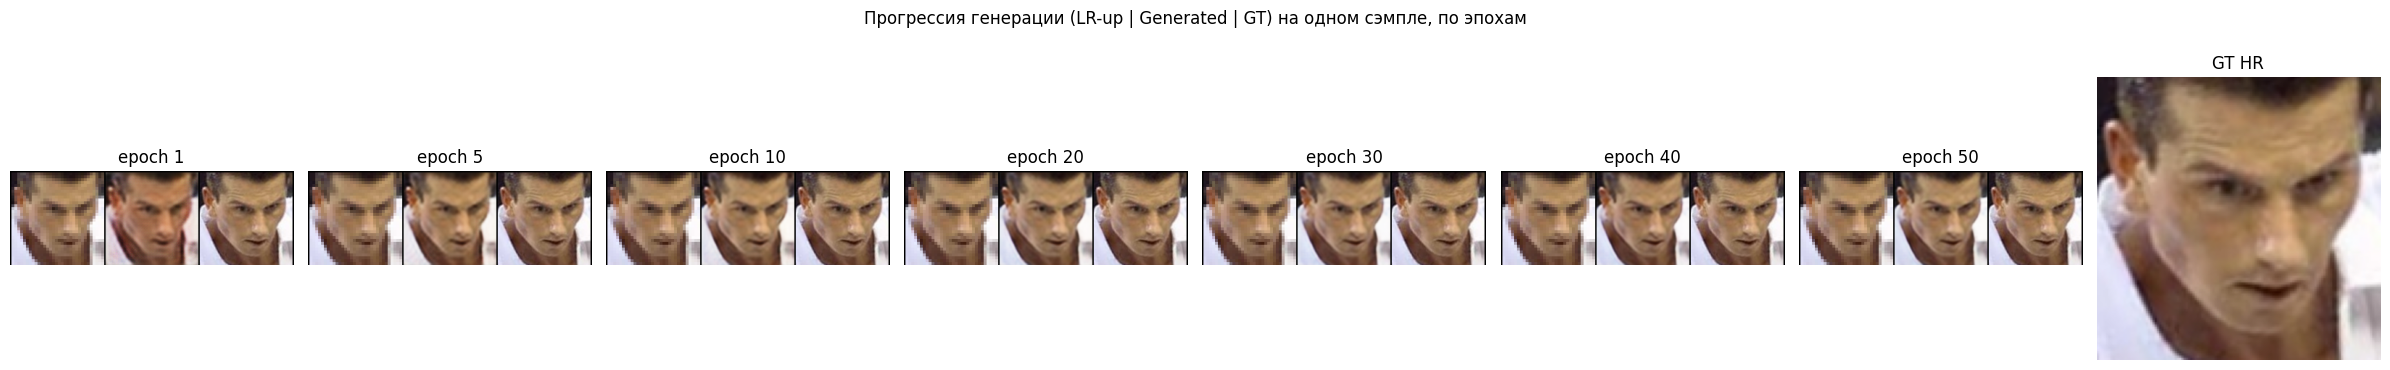 Прогрессия генерации (LR-up | Generated | GT) на одном сэмпле, по эпохам
GT HR
epoch 1
epoch 5
epoch 10
epoch 20
epoch 30
epoch 40
epoch 50